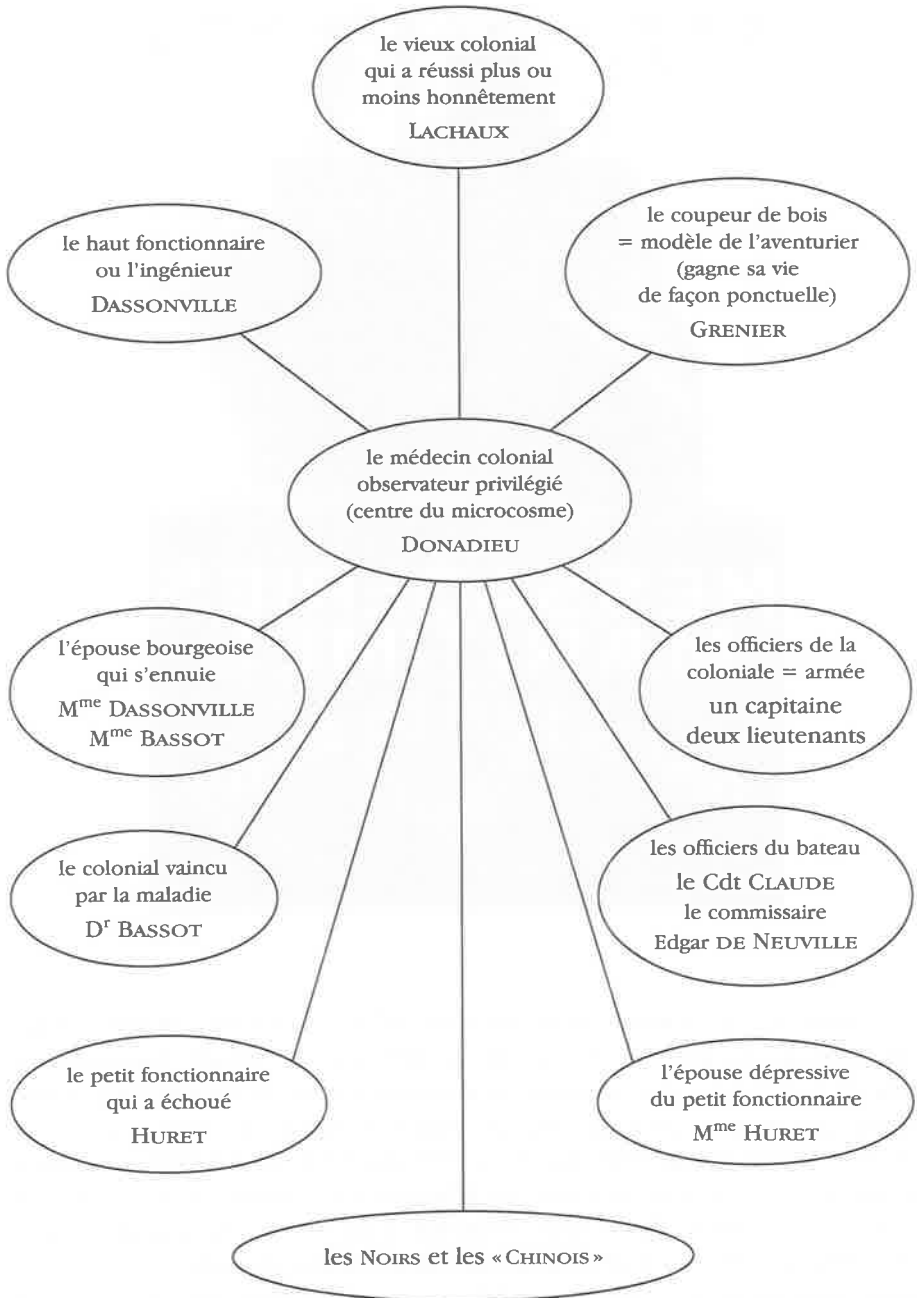 le vieux colonial
qui a réussi plus ou
moins honnêtement
LACHAUX
le haut fonctionnaire
ou l'ingénieur
DASSONVILLE
le coupeur de bois
= modèle de l'aventurier
(gagne sa vie
de façon ponctuelle)
GRENIER
le médecin colonial
observateur privilégié
(centre du microcosme)
DONADIEU
l'épouse bourgeoise
qui s'ennuie
Mme DASSONVILLE
Mme BASSOT
les officiers de la
coloniale = armée
un capitaine
deux lieutenants
le colonial vaincu
par la maladie
Dr BASSOT
les officiers du bateau
le Cdt CLAUDE
le commissaire
Edgar DE NEUVILLE
le petit fonctionnaire
qui a échoué
HURET
l'épouse dépressive
du petit fonctionnaire
Mme HURET
les NOIRS et les « CHINOIS »